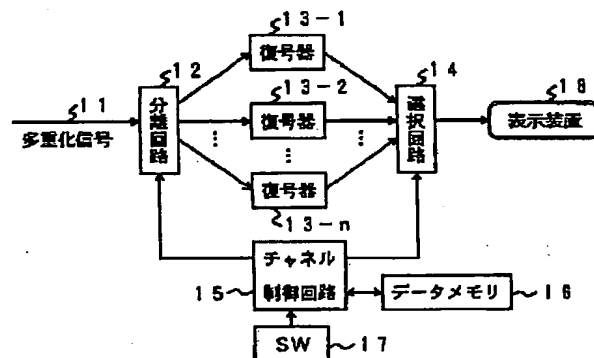 13-1
復号器
12
分離回路
11
多重化信号
13-2
復号器
14
選択回路
18
表示装置
復号器
13-n
チャネル
制御回路
15
データメモリ
16
SW
17